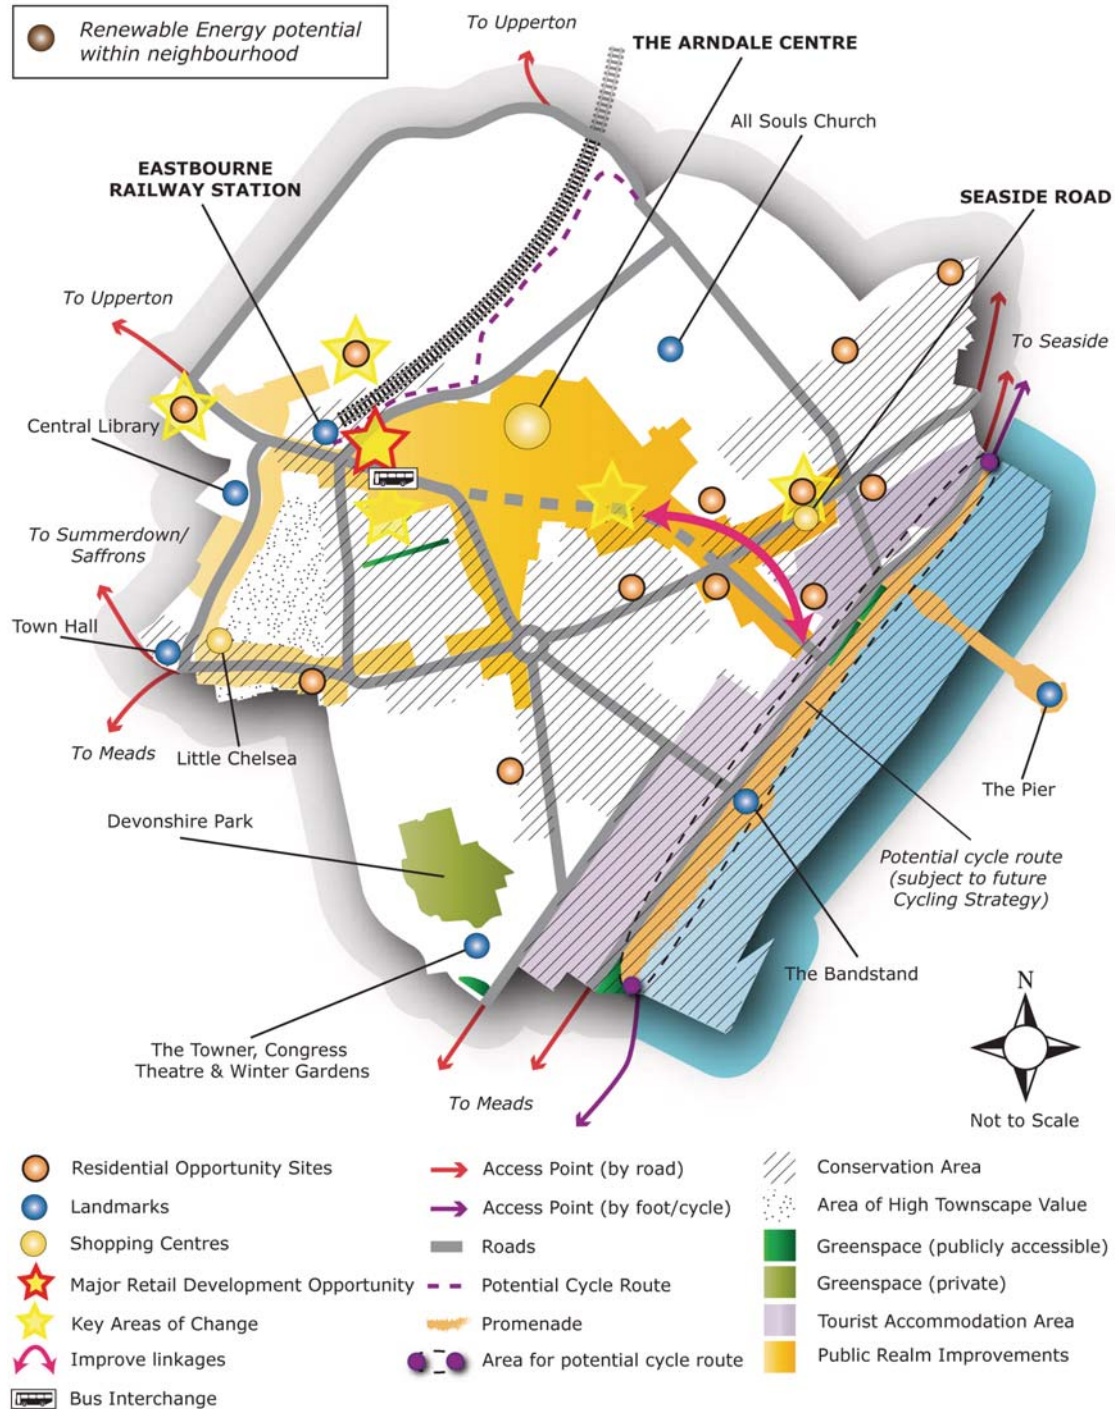 Renewable Energy potential
within neighbourhood
To Upperton
THE ARNDALE CENTRE
All Souls Church
EASTBOURNE
RAILWAY STATION
SEASIDE ROAD
To Upperton
To Seaside
Central Library
To Summerdown/
Saffrons
Town Hall
To Meads
Little Chelsea
The Pier
Devonshire Park
Potential cycle route
(subject to future
Cycling Strategy)
The Bandstand
N
The Towner, Congress
Theatre & Winter Gardens
To Meads
Not to Scale
Residential Opportunity Sites
Landmarks
Shopping Centres
Major Retail Development Opportunity
Key Areas of Change
Improve linkages
Bus Interchange
Access Point (by road)
Access Point (by foot/cycle)
Roads
Potential Cycle Route
Promenade
Area for potential cycle route
Conservation Area
Area of High Townscape Value
Greenspace (publicly accessible)
Greenspace (private)
Tourist Accommodation Area
Public Realm Improvements